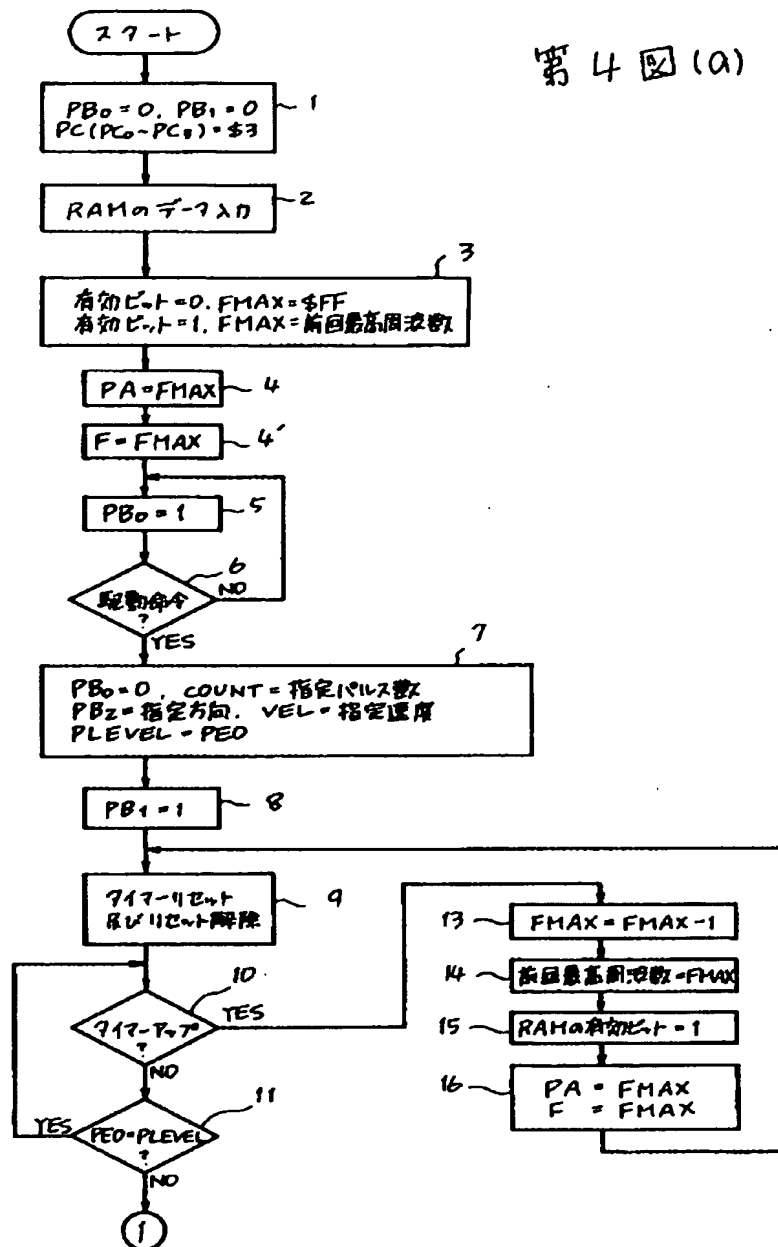 第4図(a)
スタート
PB₀=0. PB₁=0
PC(PC₀~PC₃)=$3
1
RAMのデータ入力
2
3
有効ビット=0. FMAX=$FF
有効ビット=1. FMAX=前回最高周波数
PA=FMAX
4
F=FMAX
4'
PB₀=1
5
6
駆動命令
?
NO
YES
7
PB₀=0. COUNT=指定パルス数
PB₂=指定方向. VEL=指定速度
PLEVEL=PE0
PB₁=1
8
タイマーリセット
及びリセット解除
9
10
タイマーアップ
?
YES
NO
11
PE0=PLEVEL
?
YES
NO
1
13
FMAX=FMAX-1
14
前回最高周波数=FMAX
15
RAMの有効ビット=1
16
PA = FMAX
F = FMAX